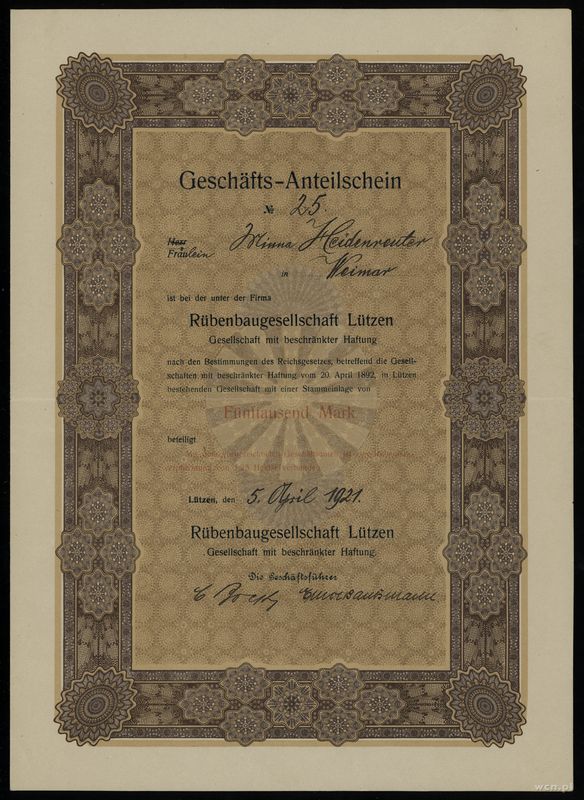 Geschäfts-Anteilschein
№ 25.
Herr
Fräulein Minna Heidenreuter
in Weimar
ist bei der unter der Firma
Rübenbaugesellschaft Lützen
Gesellschaft mit beschränkter Haftung
nach den Bestimmungen des Reichsgesetzes, betreffend die Gesell-
schaften mit beschränkter Haftung vom 20. April 1892, in Lützen
bestehenden Gesellschaft mit einer Stammeinlage von
Fünftausend Mark
beteiligt
Lützen, den 5. April 1921.
Rübenbaugesellschaft Lützen
Gesellschaft mit beschränkter Haftung.
Die Geschäftsführer
wcn.pl